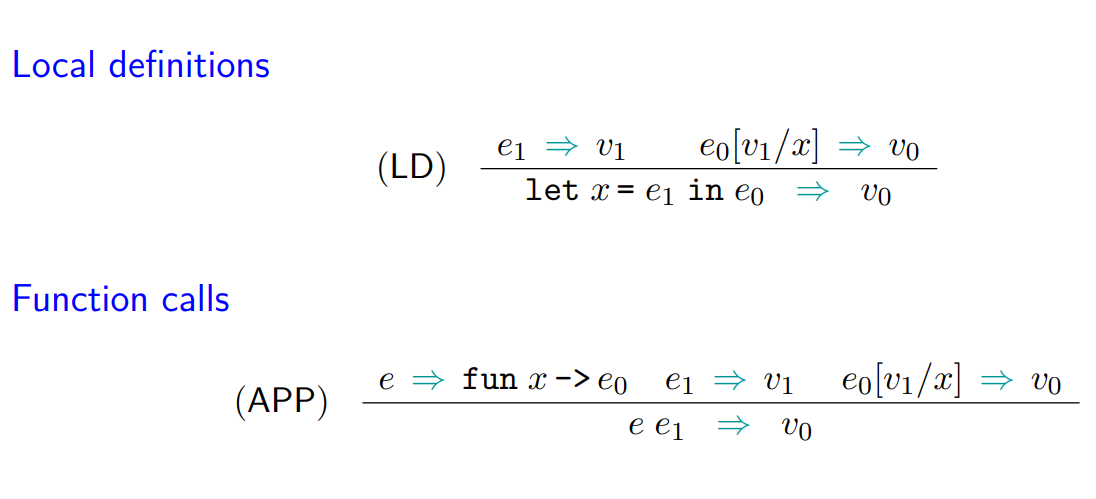 Local definitions
(LD) e₁ ⇒ v₁ e₀[v₁/x] ⇒ v₀
let x = e₁ in e₀ ⇒ v₀
Function calls
(APP) e ⇒ fun x -> e₀ e₁ ⇒ v₁ e₀[v₁/x] ⇒ v₀
e e₁ ⇒ v₀